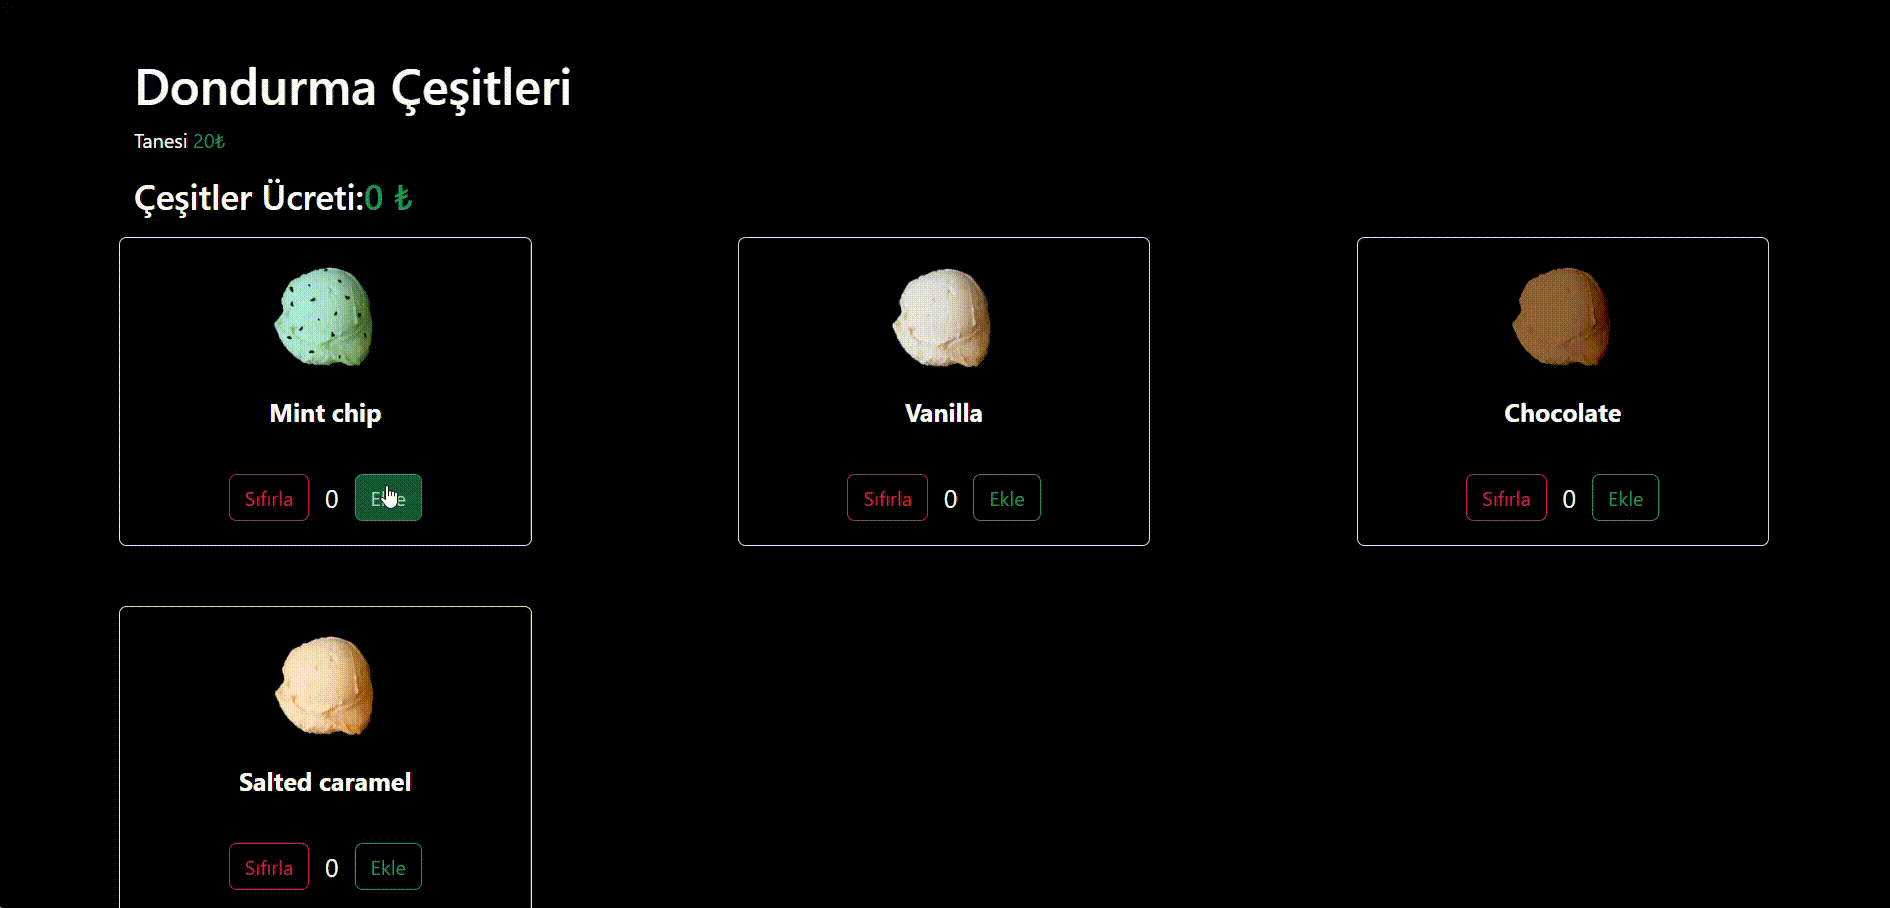 Dondurma Çeşitleri
Tanesi 20₺
Çeşitler Ücreti:0 ₺
Mint chip
Sıfırla 0 Ekle
Vanilla
Sıfırla 0 Ekle
Chocolate
Sıfırla 0 Ekle
Salted caramel
Sıfırla 0 Ekle